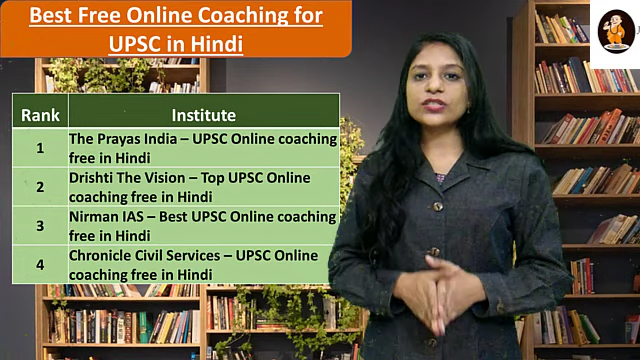 Best Free Online Coaching for
UPSC in Hindi
Rank Institute
1 The Prayas India – UPSC Online coaching
free in Hindi
2 Drishti The Vision – Top UPSC Online
coaching free in Hindi
3 Nirman IAS – Best UPSC Online coaching
free in Hindi
4 Chronicle Civil Services – UPSC Online
coaching free in Hindi